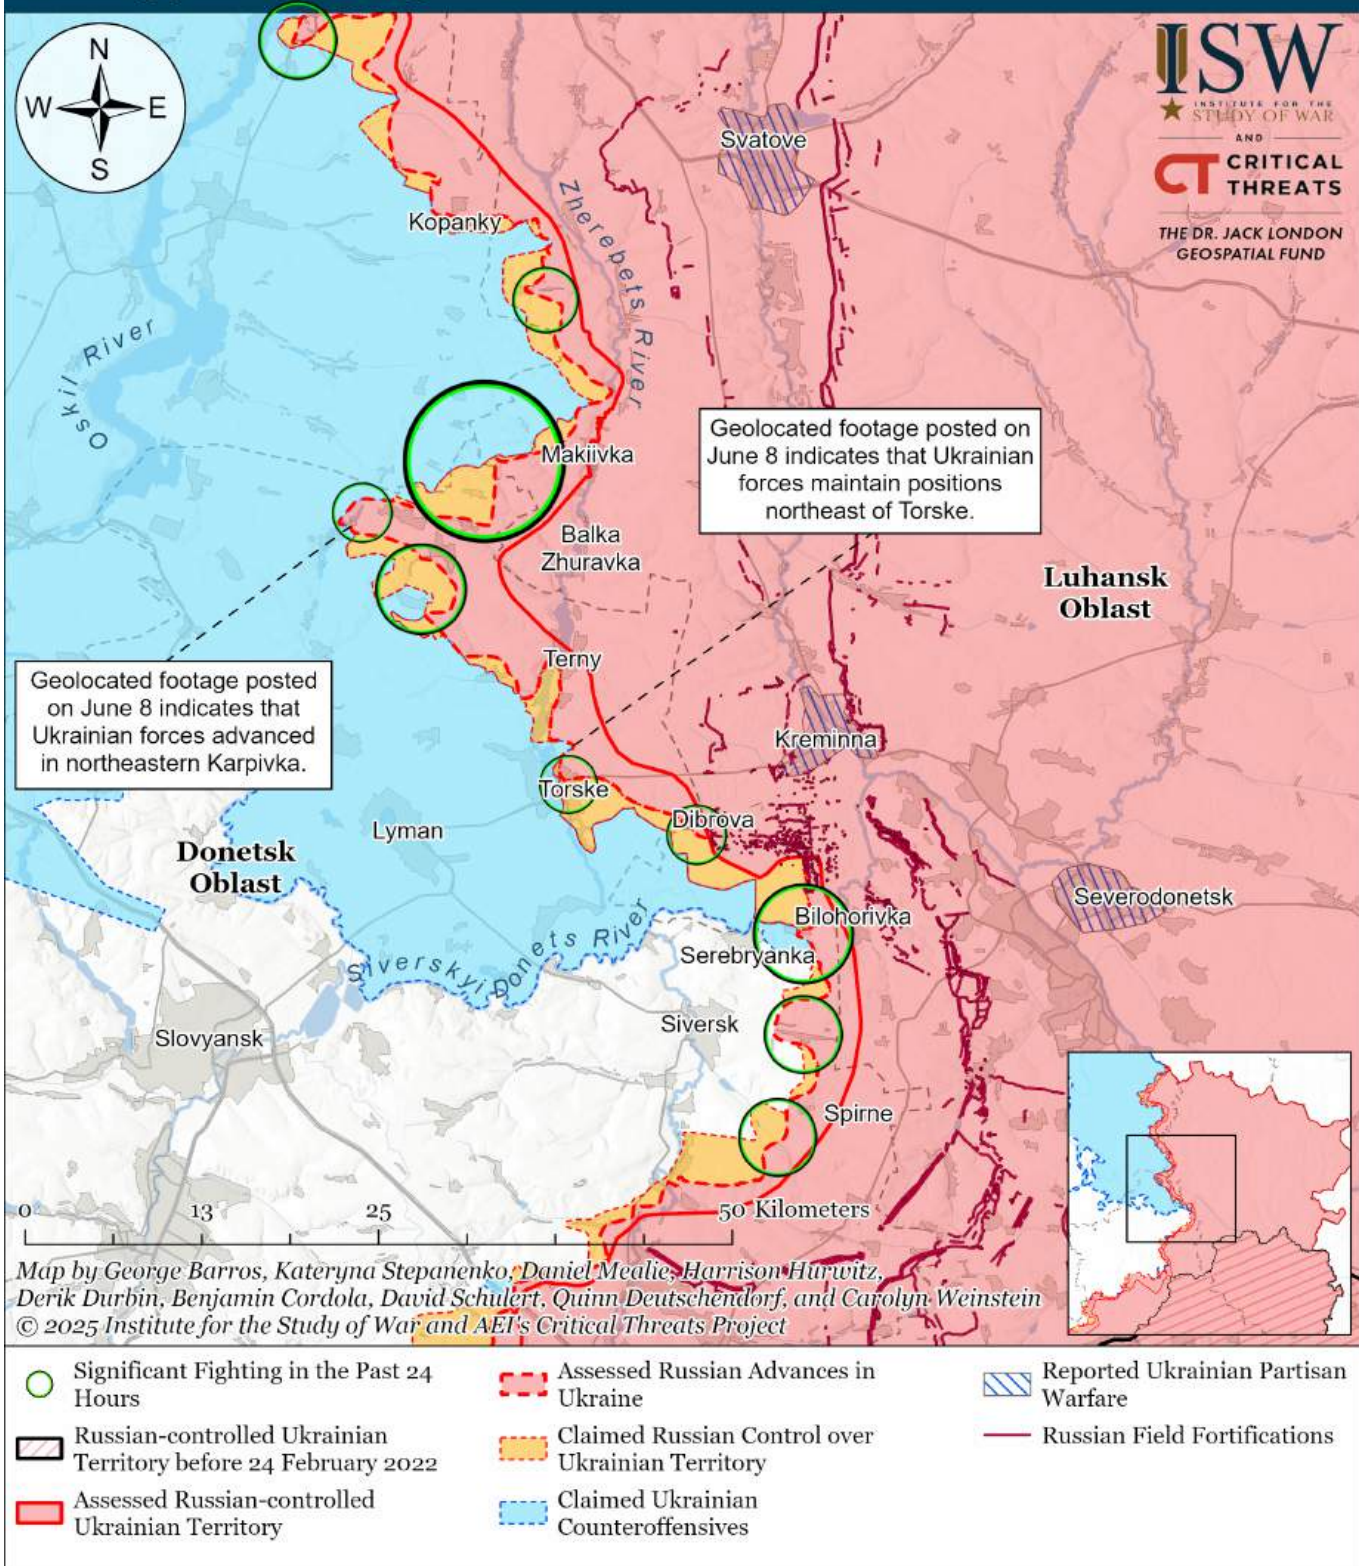 N
W
E
S
ISW
INSTITUTE FOR THE
STUDY OF WAR
AND
CT CRITICAL
THREATS
THE DR. JACK LONDON
GEOSPATIAL FUND
Svatove
Kopanky
Zherebets River
Oskil River
Makiivka
Geolocated footage posted on
June 8 indicates that Ukrainian
forces maintain positions
northeast of Torske.
Balka
Zhuravka
Luhansk
Oblast
Terny
Geolocated footage posted
on June 8 indicates that
Ukrainian forces advanced
in northeastern Karpivka.
Kreminna
Torske
Dibrova
Lyman
Donetsk
Oblast
Severodonetsk
Bilohorivka
Serebryanka
Siverskyi Donets River
Siversk
Slovyansk
Spirne
0 13 25 50 Kilometers
Map by George Barros, Kateryna Stepanenko, Daniel Mealie, Harrison Hurwitz,
Derik Durbin, Benjamin Cordola, David Schulert, Quinn Deutschendorf, and Carolyn Weinstein
© 2025 Institute for the Study of War and AEI's Critical Threats Project
Significant Fighting in the Past 24
Hours
Russian-controlled Ukrainian
Territory before 24 February 2022
Assessed Russian-controlled
Ukrainian Territory
Assessed Russian Advances in
Ukraine
Claimed Russian Control over
Ukrainian Territory
Claimed Ukrainian
Counteroffensives
Reported Ukrainian Partisan
Warfare
Russian Field Fortifications